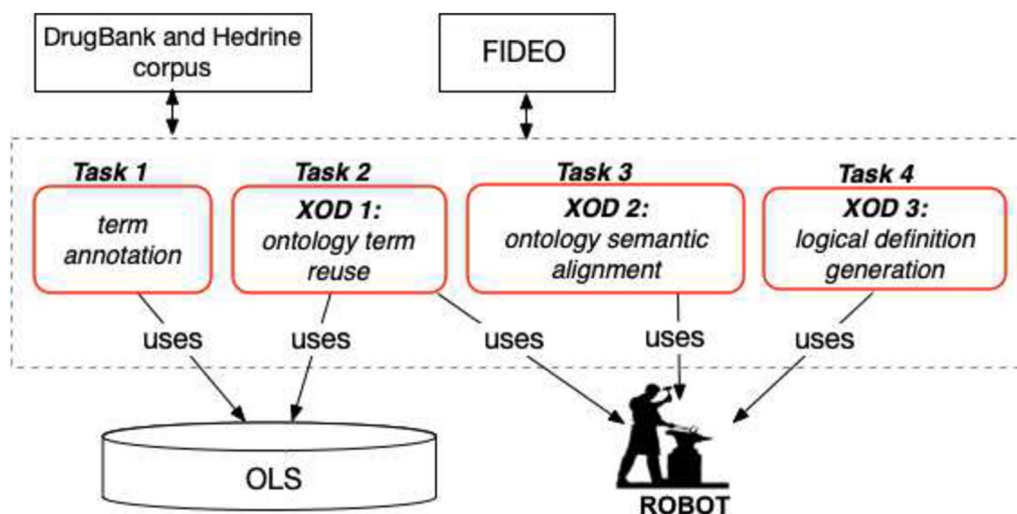 DrugBank and Hedrine
corpus
FIDEO
Task 1
term
annotation
Task 2
XOD 1:
ontology term
reuse
Task 3
XOD 2:
ontology semantic
alignment
Task 4
XOD 3:
logical definition
generation
uses
uses
uses
uses
uses
OLS
ROBOT